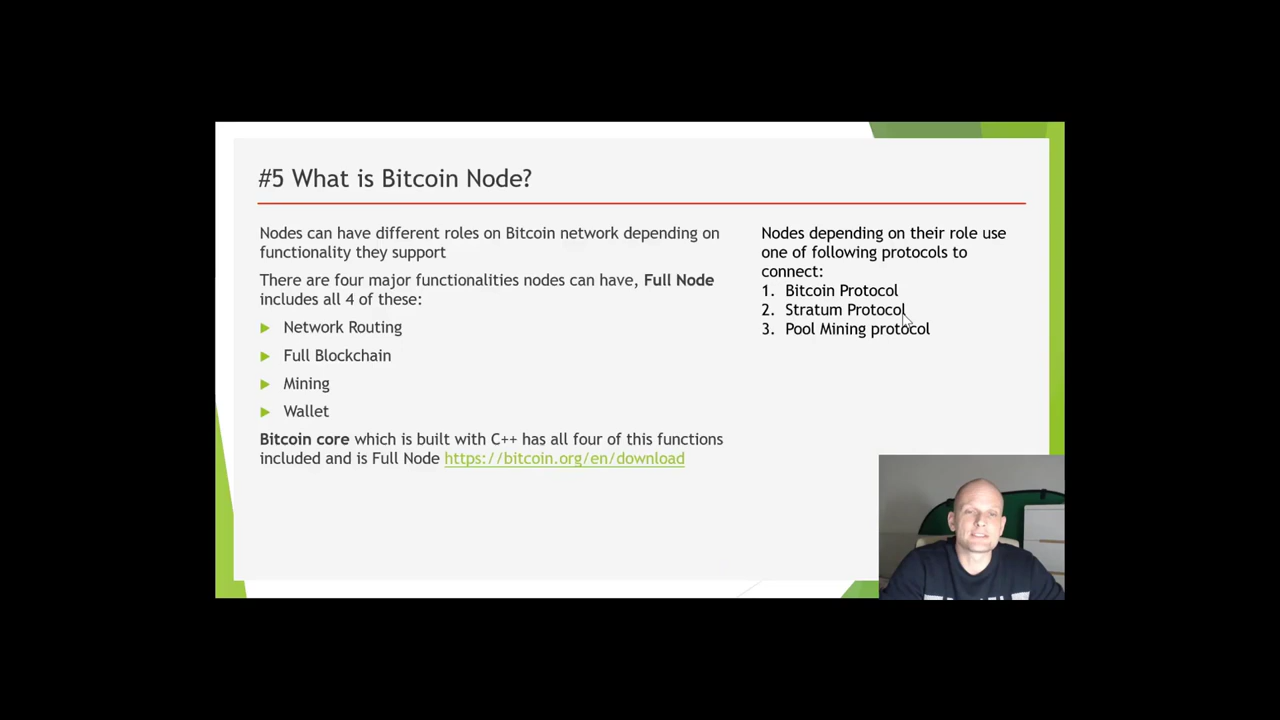 #5 What is Bitcoin Node?
Nodes can have different roles on Bitcoin network depending on
functionality they support
There are four major functionalities nodes can have, Full Node
includes all 4 of these:
Network Routing
Full Blockchain
Mining
Wallet
Bitcoin core which is built with C++ has all four of this functions
included and is Full Node https://bitcoin.org/en/download
Nodes depending on their role use
one of following protocols to
connect:
1. Bitcoin Protocol
2. Stratum Protocol
3. Pool Mining protocol